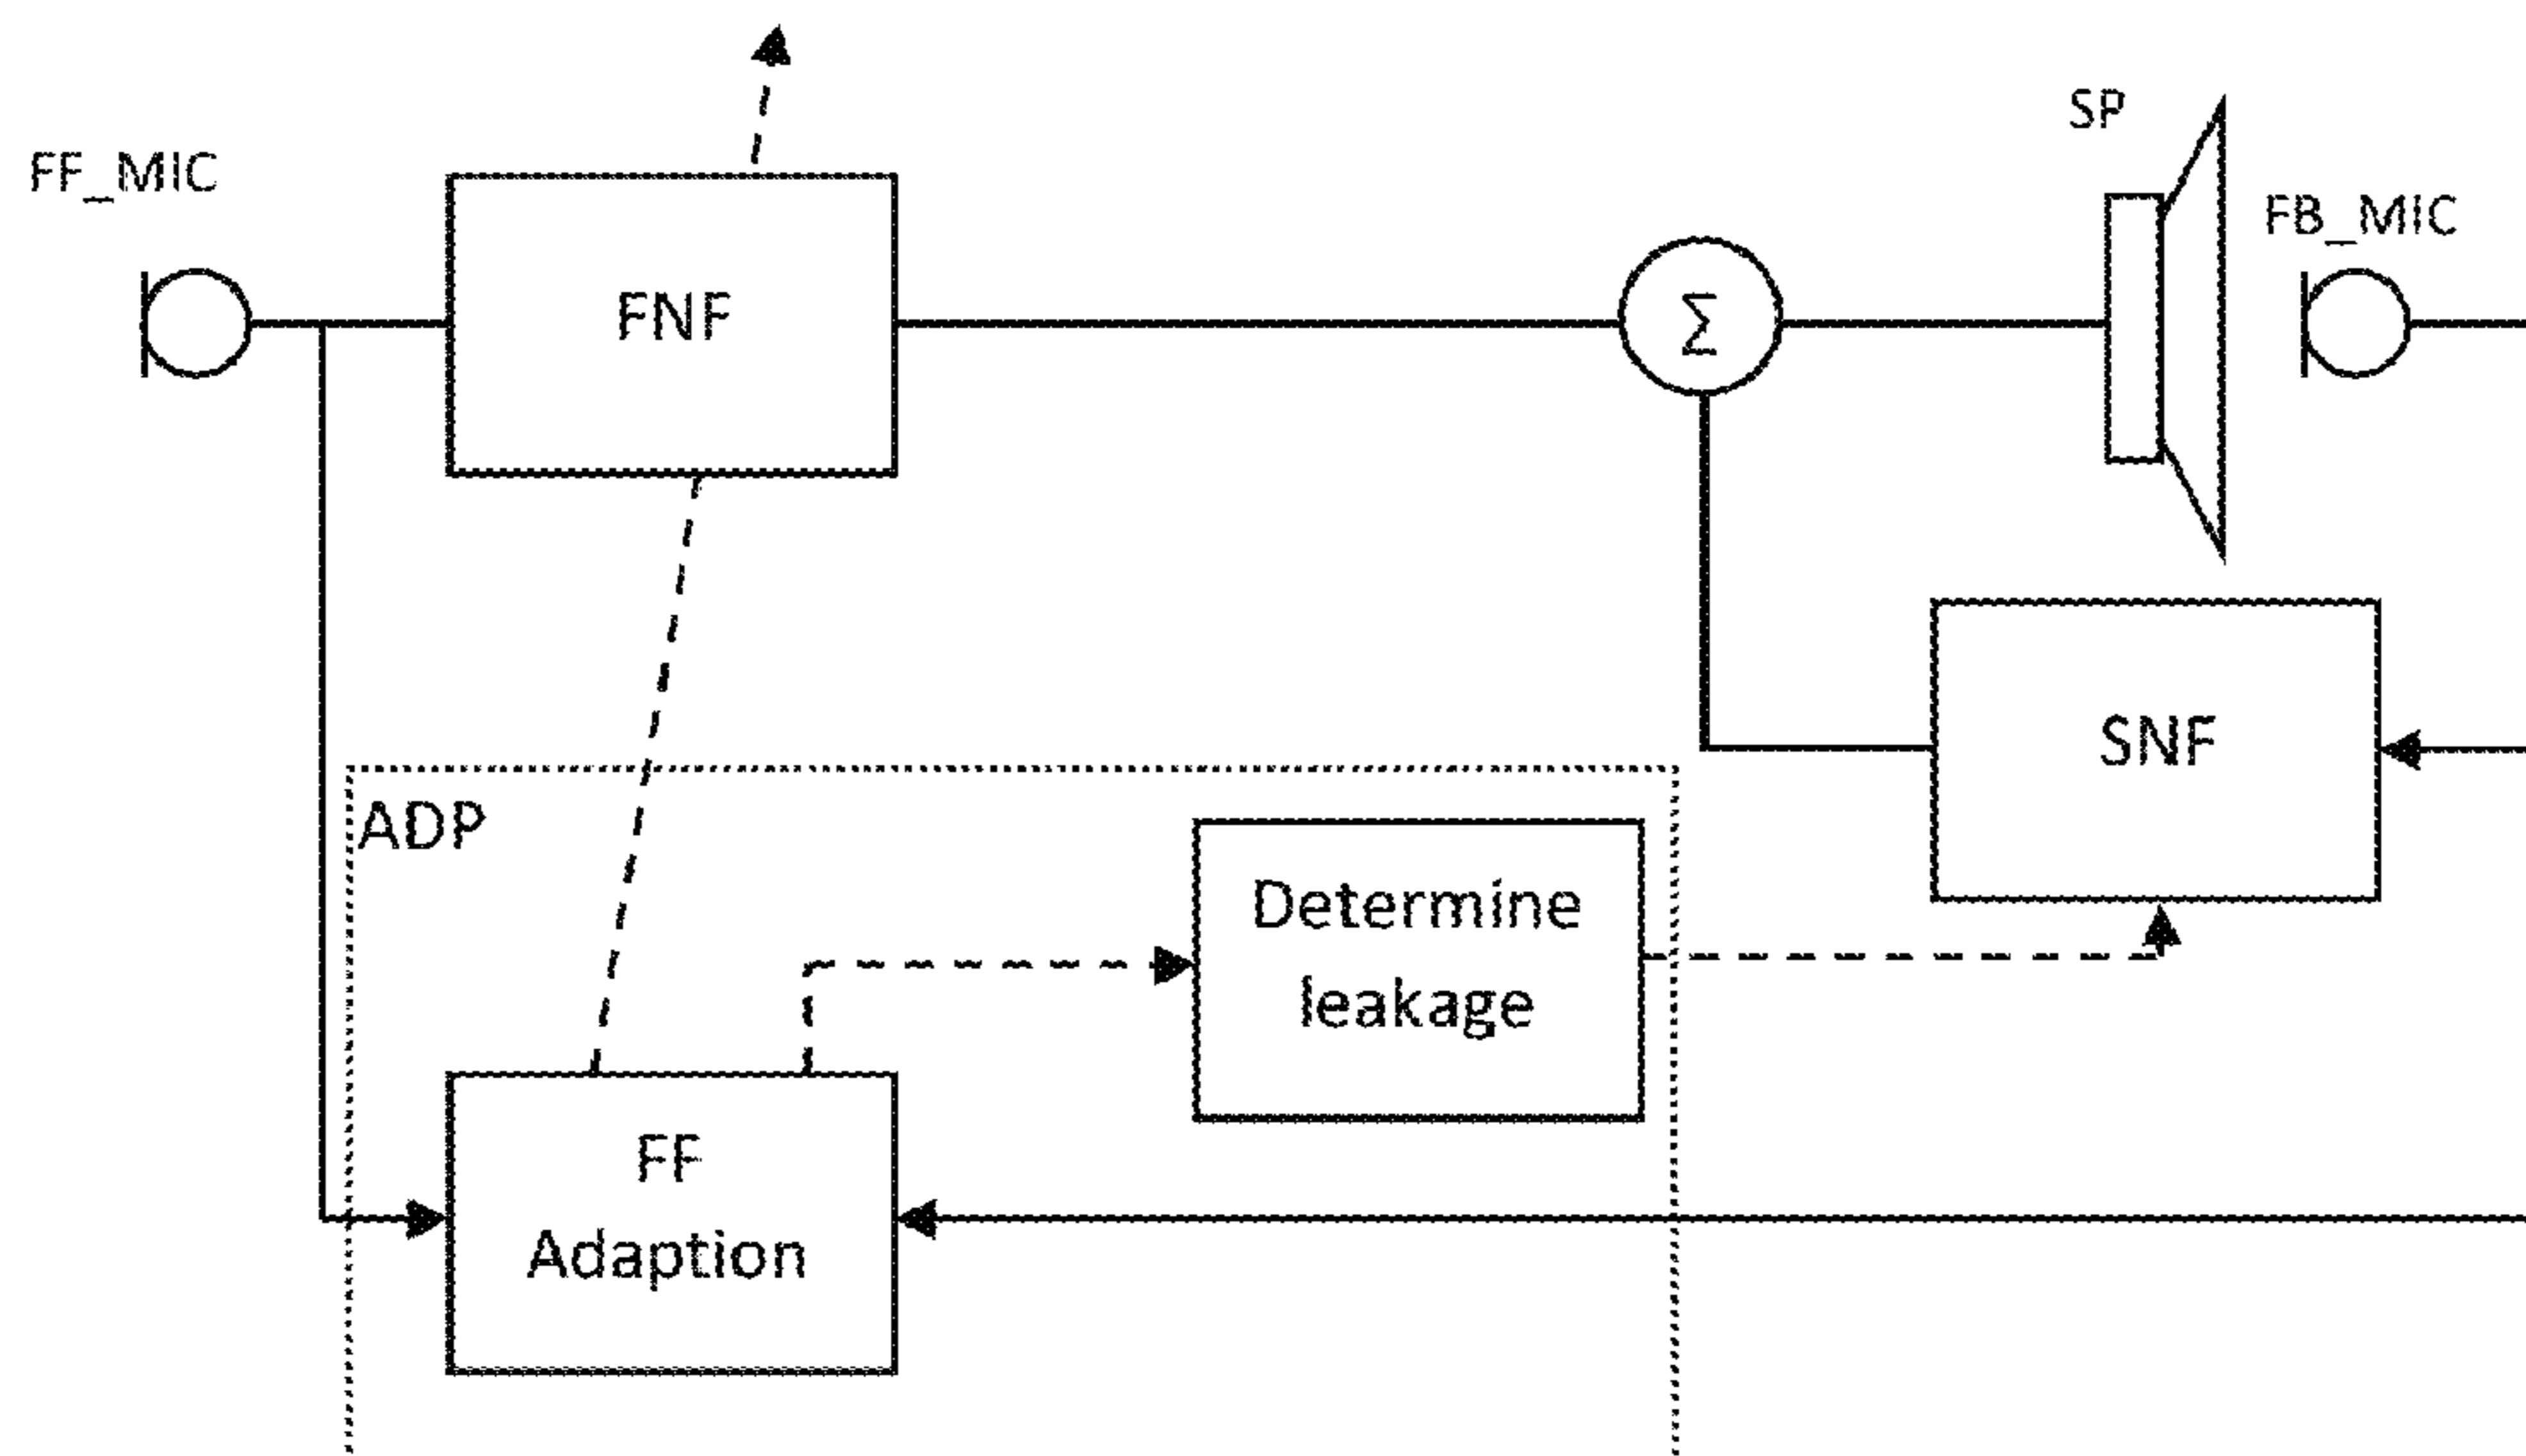 SP
FF_MIC
FB_MIC
FNF
Σ
SNF
ADP
Determine
leakage
FF
Adaption